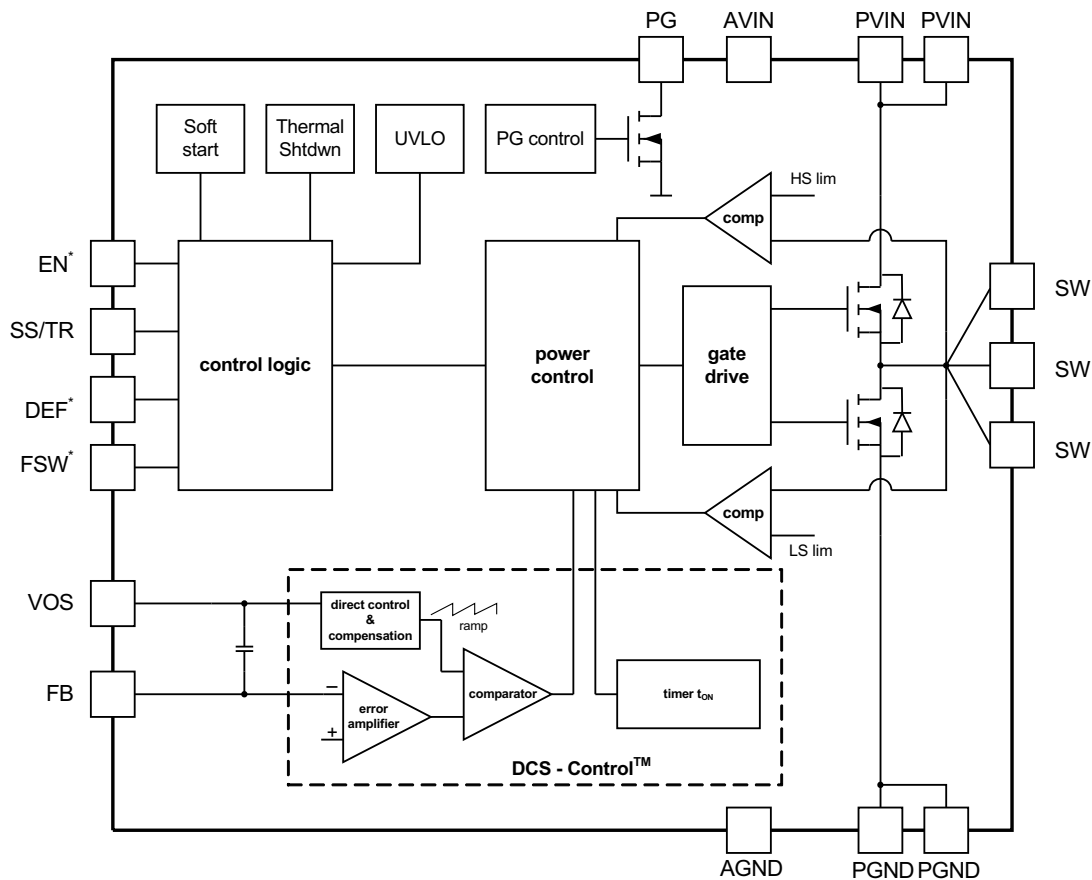 PG
AVIN
PVIN
PVIN
Soft
start
Thermal
Shtdwn
UVLO
PG control
HS lim
comp
EN*
SS/TR
DEF*
FSW*
control logic
power
control
gate
drive
SW
SW
SW
comp
LS lim
VOS
FB
direct control
&
compensation
ramp
comparator
−
error
amplifier
+
timer tON
DCS - Control™
AGND
PGND
PGND